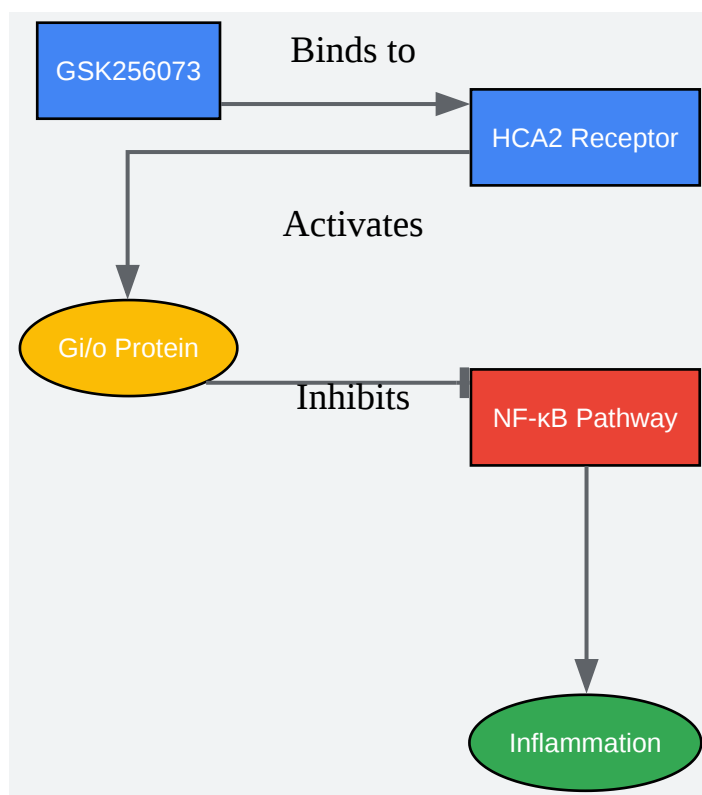 GSK256073
Binds to
HCA2 Receptor
Activates
Gi/o Protein
Inhibits
NF-κB Pathway
Inflammation